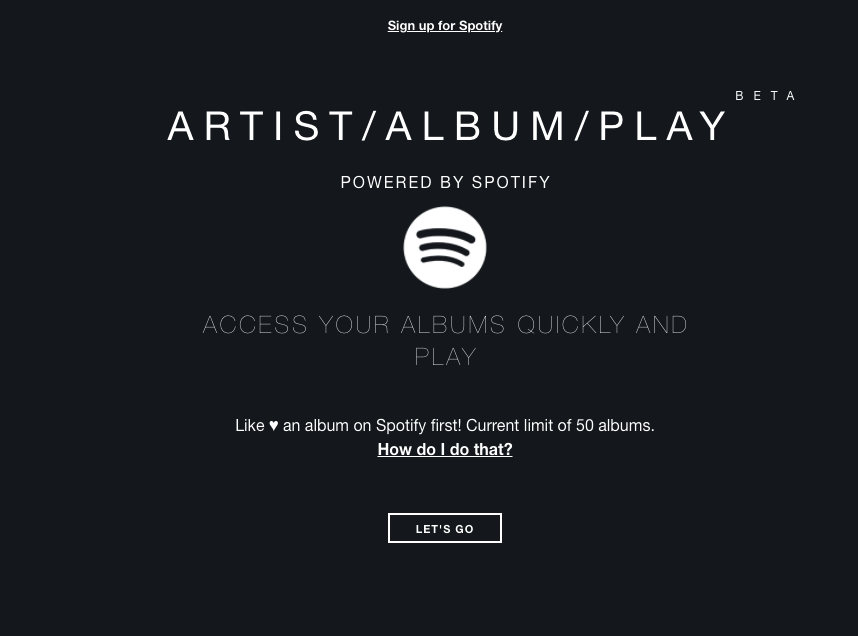 Sign up for Spotify
BETA
ARTIST/ALBUM/PLAY
POWERED BY SPOTIFY
ACCESS YOUR ALBUMS QUICKLY AND
PLAY
Like ♥ an album on Spotify first! Current limit of 50 albums.
How do I do that?
LET'S GO